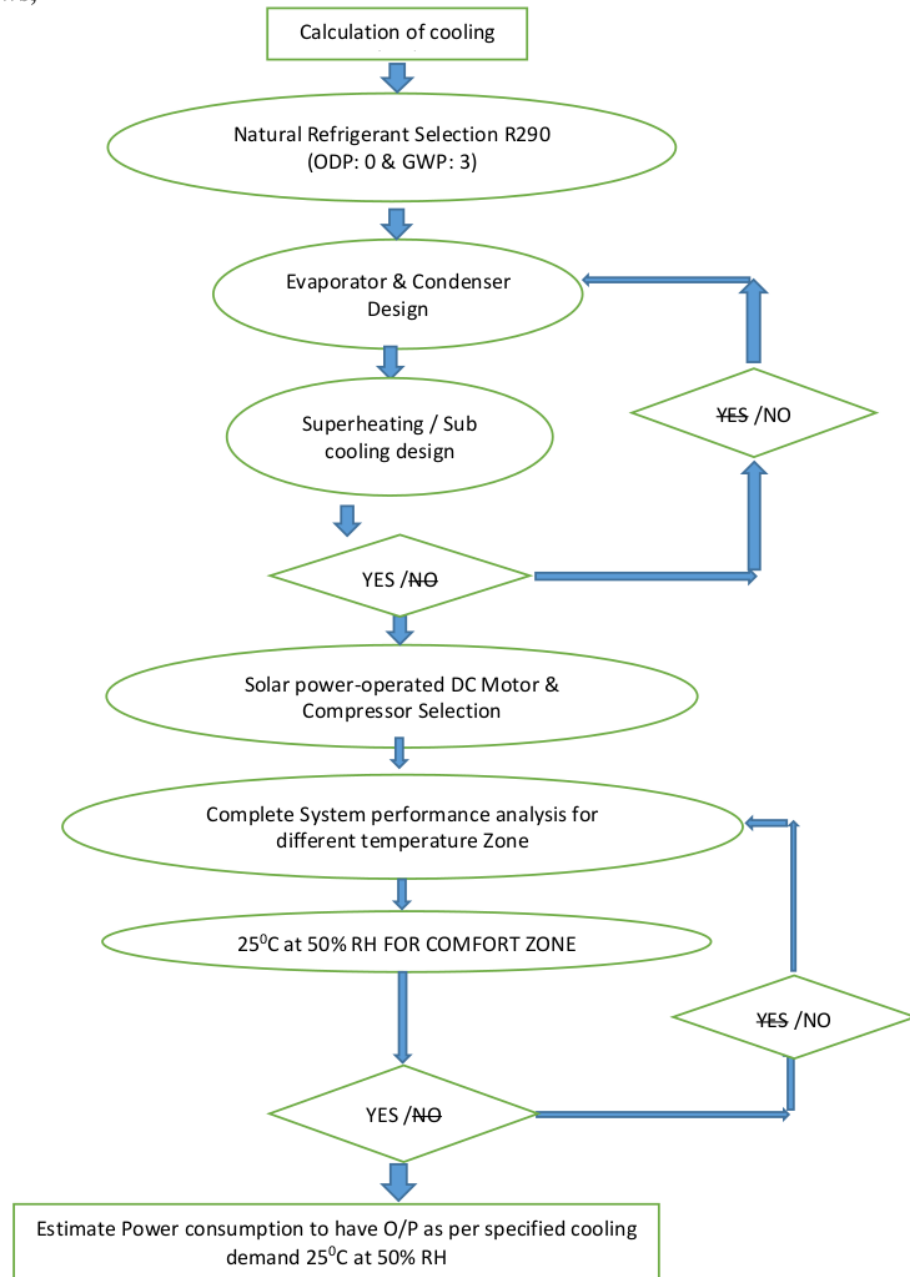 Calculation of cooling
Natural Refrigerant Selection R290
(ODP: 0 & GWP: 3)
Evaporator & Condenser
Design
YES /NO
Superheating / Sub
cooling design
YES /NO
Solar power-operated DC Motor &
Compressor Selection
Complete System performance analysis for
different temperature Zone
25⁰C at 50% RH FOR COMFORT ZONE
YES /NO
YES /NO
Estimate Power consumption to have O/P as per specified cooling
demand 25⁰C at 50% RH